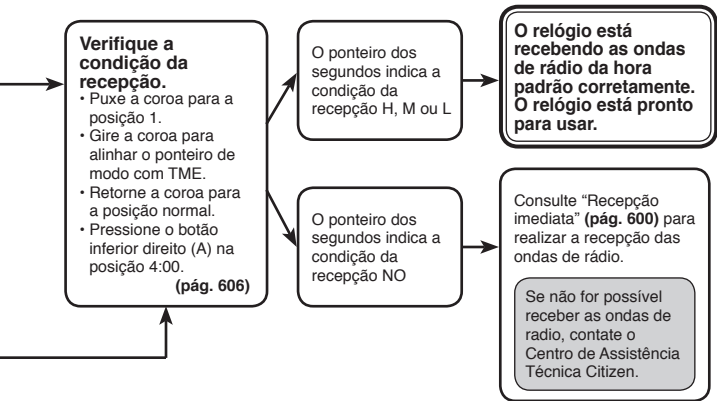 Verifique a
condição da
recepção.
• Puxe a coroa para a
posição 1.
• Gire a coroa para
alinhar o ponteiro de
modo com TME.
• Retorne a coroa para
a posição normal.
• Pressione o botão
inferior direito (A) na
posição 4:00.
(pág. 606)
O ponteiro dos
segundos indica a
condição da
recepção H, M ou L
O relógio está
recebendo as ondas
de rádio da hora
padrão corretamente.
O relógio está pronto
para usar.
O ponteiro dos
segundos indica a
condição da
recepção NO
Consulte “Recepção
imediata” (pág. 600) para
realizar a recepção das
ondas de rádio.
Se não for possível
receber as ondas de
radio, contate o
Centro de Assistência
Técnica Citizen.